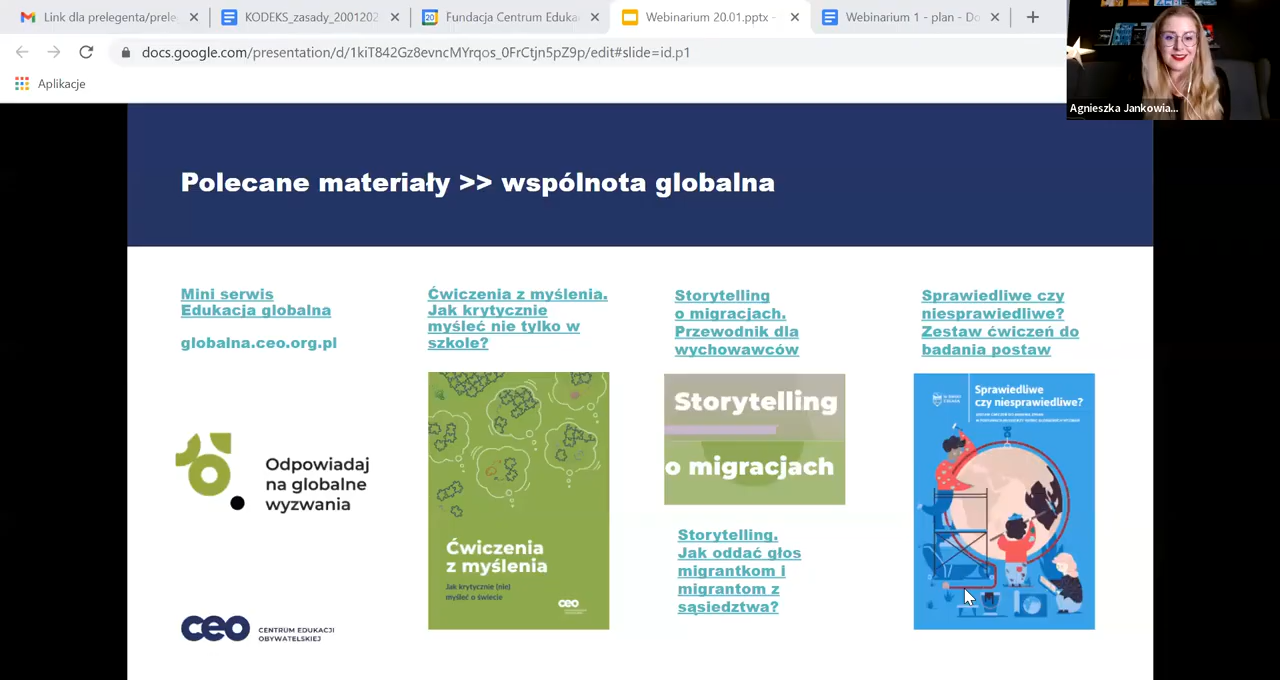 Link dla prelegenta/prele
KODEKS_zasady_2001202
Fundacja Centrum Eduka
Webinarium 20.01.pptx -
Webinarium 1 - plan - Do
docs.google.com/presentation/d/1kiT842Gz8evncMYrqos_0FrCtjn5pZ9p/edit#slide=id.p1
Aplikacje
Agnieszka Jankowia...
Polecane materiały >> wspólnota globalna
Mini serwis
Edukacja globalna
globalna.ceo.org.pl
Odpowiadaj
na globalne
wyzwania
ceo CENTRUM EDUKACJI
OBYWATELSKIEJ
Ćwiczenia z myślenia.
Jak krytycznie
myśleć nie tylko w
szkole?
Ćwiczenia
z myślenia
Jak krytycznie (nie)
myśleć o świecie
ceo
Storytelling
o migracjach.
Przewodnik dla
wychowawców
Storytelling
o migracjach
Storytelling.
Jak oddać głos
migrantkom i
migrantom z
sąsiedztwa?
Sprawiedliwe czy
niesprawiedliwe?
Zestaw ćwiczeń do
badania postaw
Sprawiedliwe
czy niesprawiedliwe?